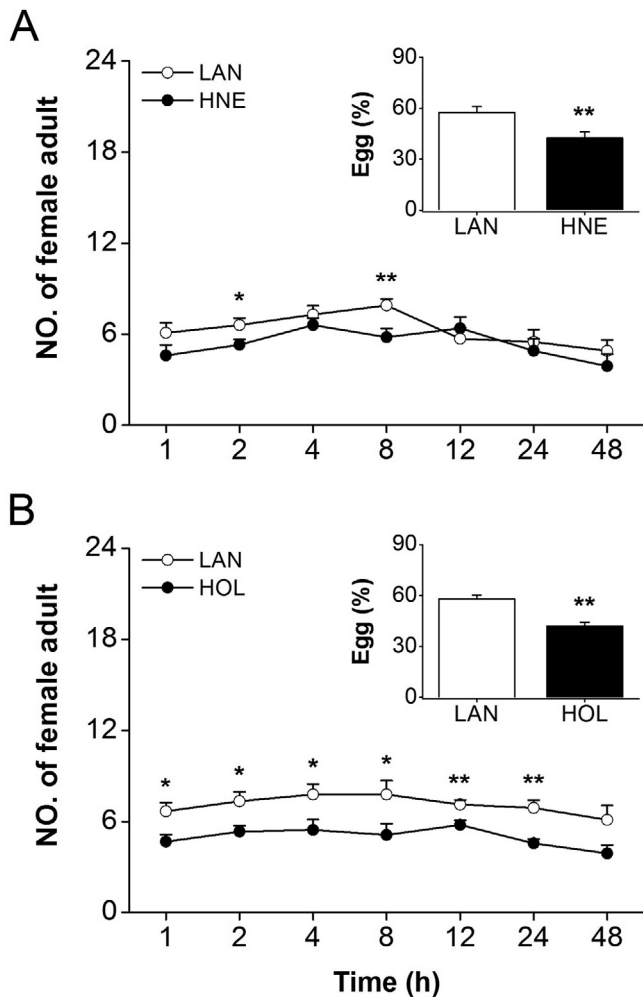 A
24
18
12
6
0
NO. of female adult
LAN
HNE
90
60
30
0
Egg (%)
**
LAN HNE
* **
1 2 4 8 12 24 48
B
24
18
12
6
0
NO. of female adult
LAN
HOL
90
60
30
0
Egg (%)
**
LAN HOL
* * * * ** **
1 2 4 8 12 24 48
Time (h)